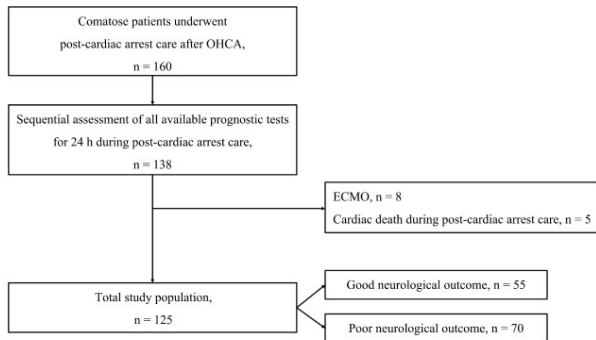 Comatose patients underwent
post-cardiac arrest care after OHCA,
n = 160
Sequential assessment of all available prognostic tests
for 24 h during post-cardiac arrest care,
n = 138
ECMO, n = 8
Cardiac death during post-cardiac arrest care, n = 5
Total study population,
n = 125
Good neurological outcome, n = 55
Poor neurological outcome, n = 70